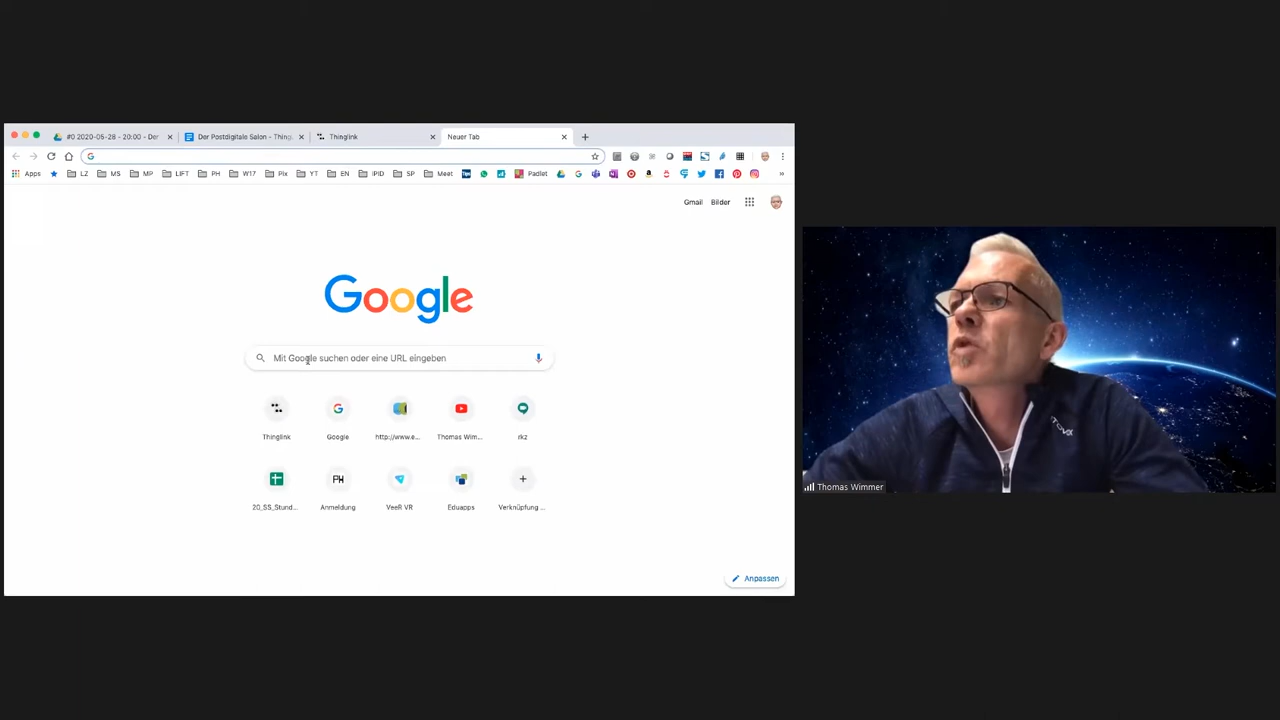 #0 2020-05-28 - 20:00 - Der
Der Postdigitale Salon - Thing
Thinglink
Neuer Tab
Apps
LZ
MS
MP
LIFT
PH
W17
Pix
YT
EN
IPID
SP
Meet
Padlet
Gmail
Bilder
Google
Mit Google suchen oder eine URL eingeben
Thinglink
Google
http://www.e...
Thomas Wim...
rkz
20_SS_Stund...
PH
Anmeldung
VeeR VR
Eduapps
Verknüpfung ...
Anpassen
Thomas Wimmer